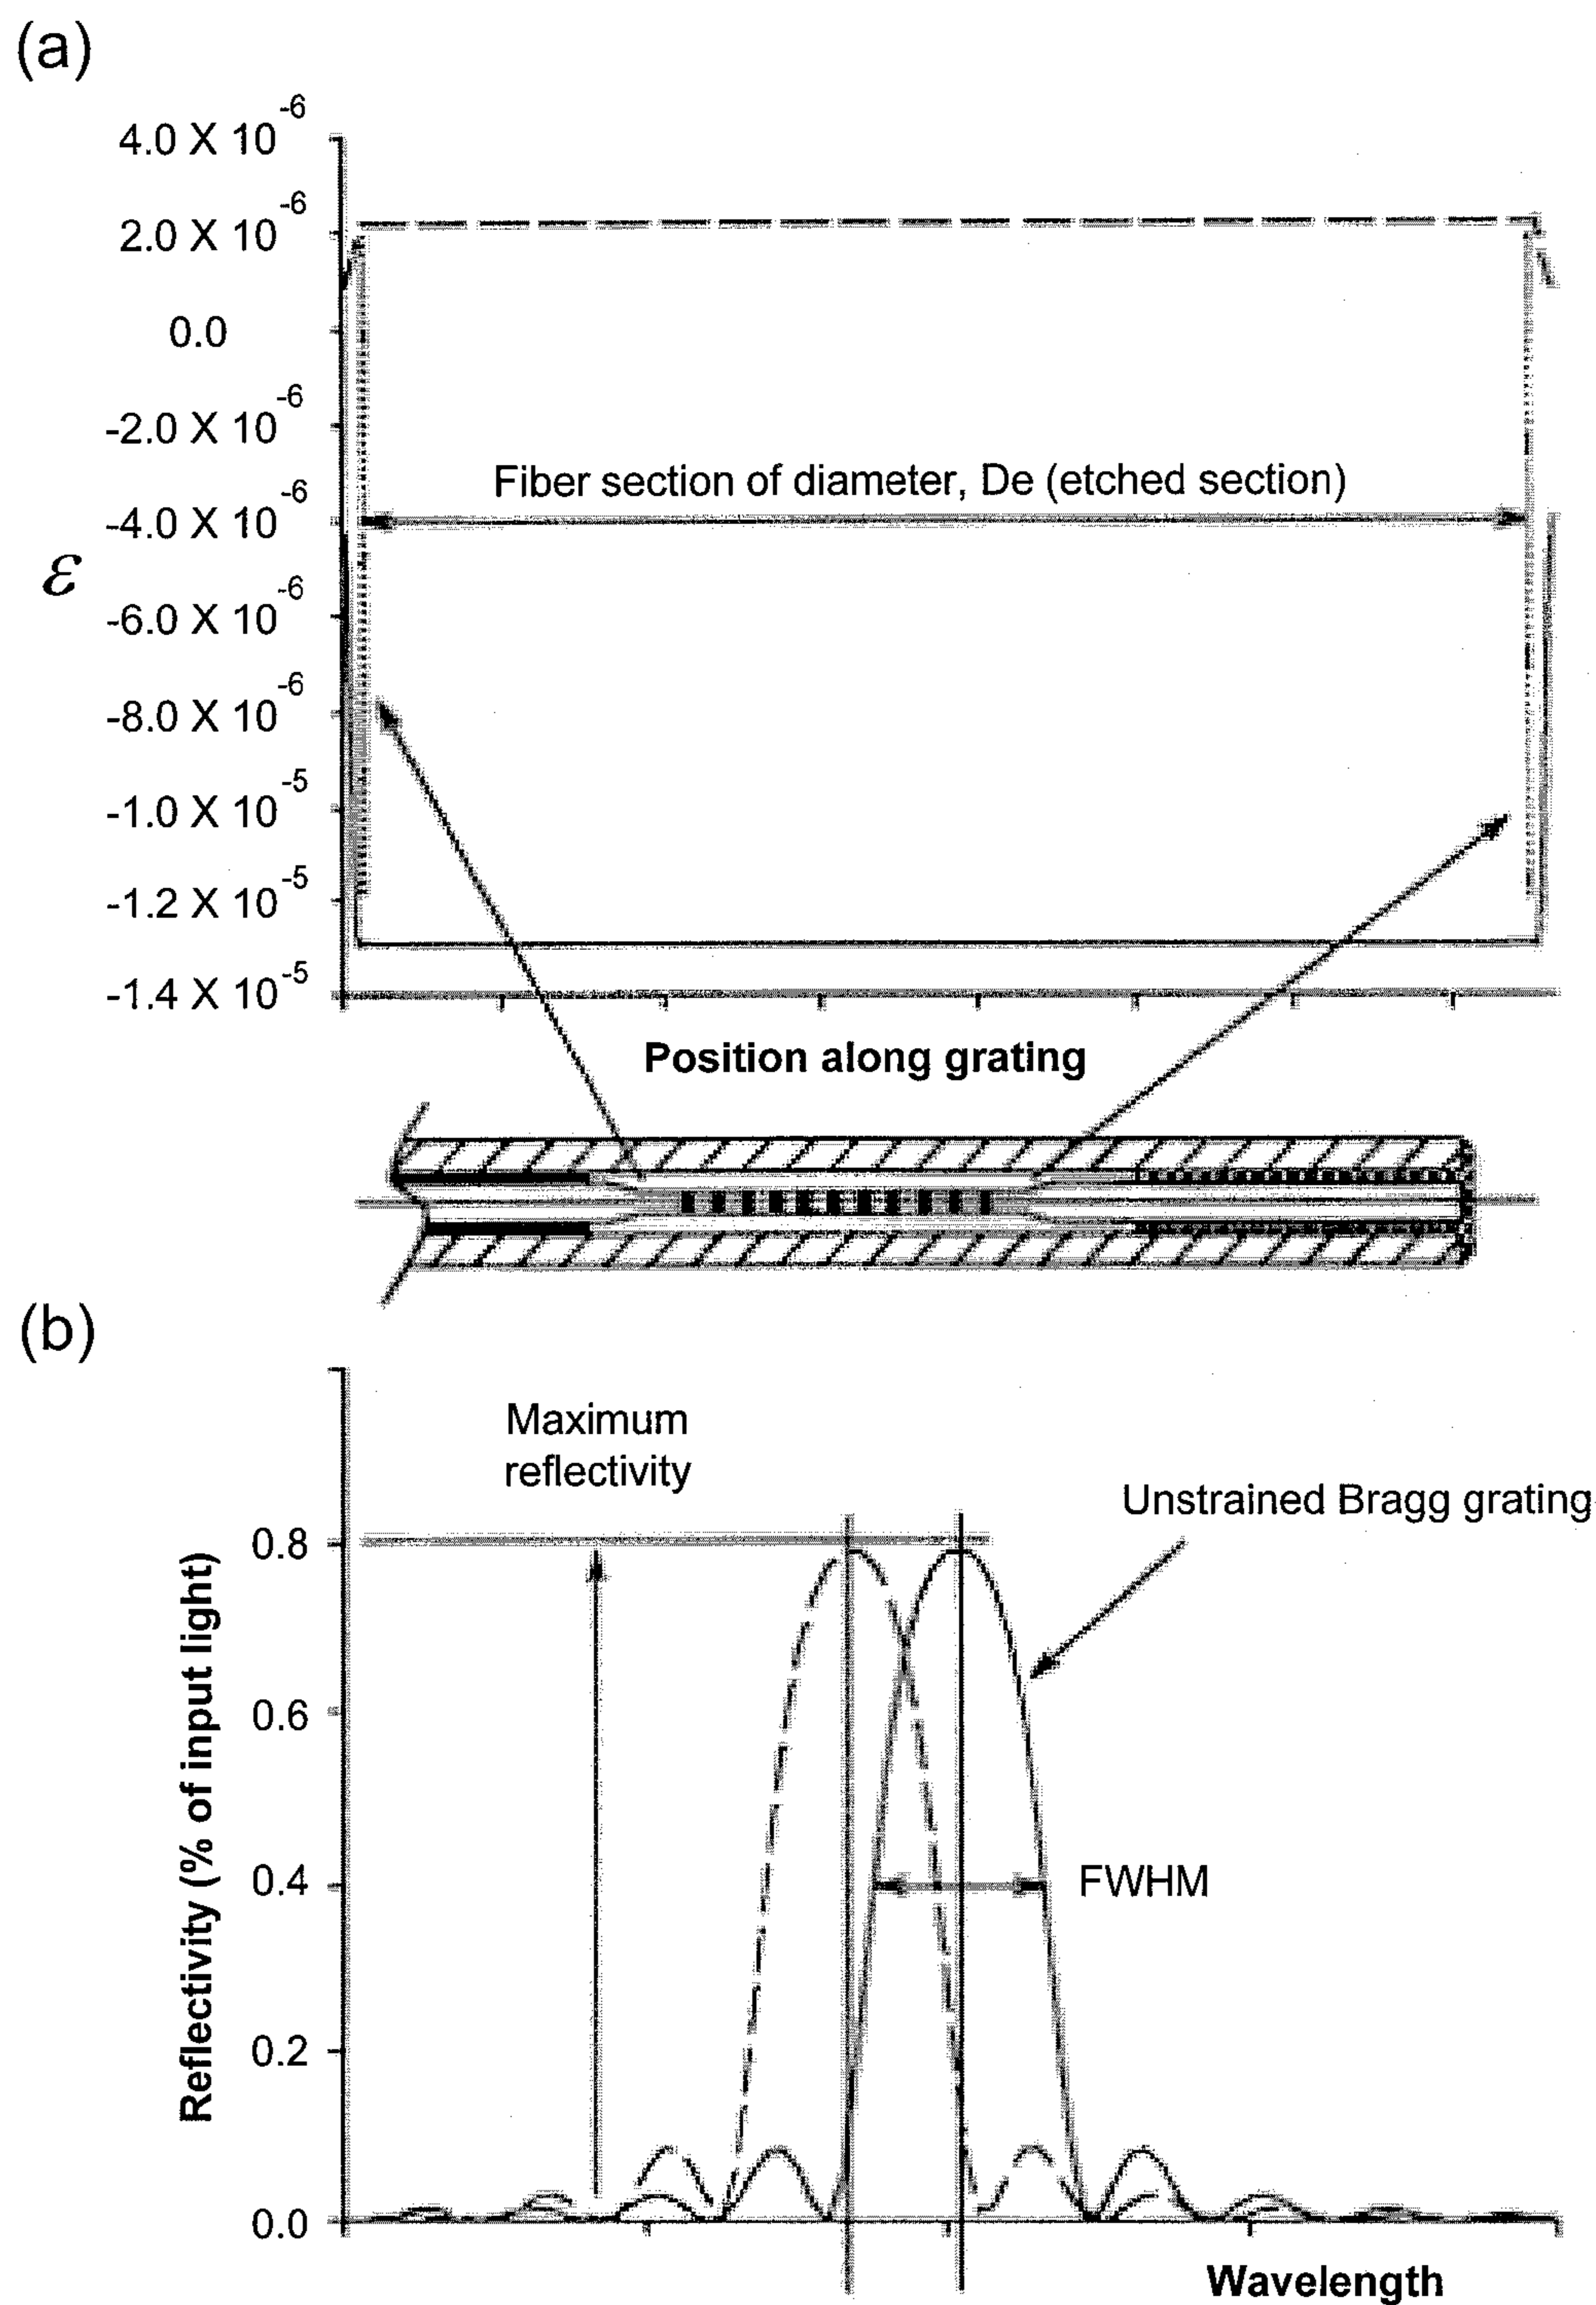 (a)
4.0 X 10-6
2.0 X 10-6
0.0
-2.0 X 10-6
Fiber section of diameter, De (etched section)
-4.0 X 10-6
ε
-6.0 X 10-6
-8.0 X 10-6
-1.0 X 10-5
-1.2 X 10-5
-1.4 X 10-5
Position along grating
(b)
Maximum
reflectivity
Unstrained Bragg grating
Reflectivity (% of input light)
0.8
0.6
0.4
FWHM
0.2
0.0
Wavelength